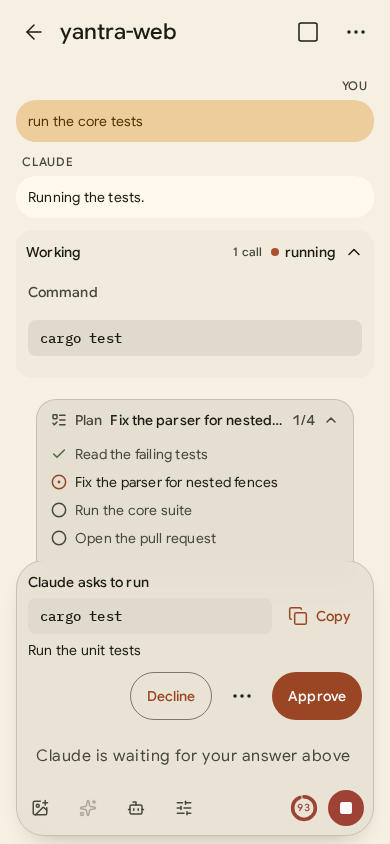 yantra-web
YOU
run the core tests
CLAUDE
Running the tests.
Working 1 call running
Command
cargo test
Plan Fix the parser for nested... 1/4
Read the failing tests
Fix the parser for nested fences
Run the core suite
Open the pull request
Claude asks to run
cargo test Copy
Run the unit tests
Decline Approve
Claude is waiting for your answer above
93